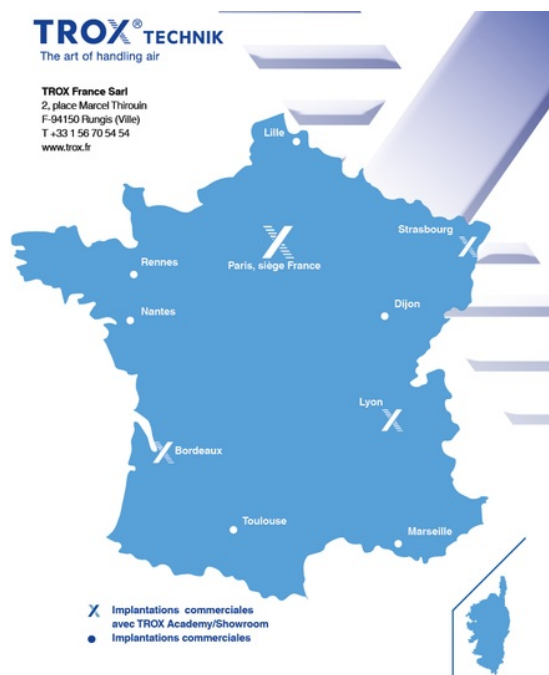 TROX® TECHNIK
The art of handling air
TROX France Sarl
2, place Marcel Thirouin
F-94150 Rungis (Ville)
T +33 1 56 70 54 54
www.trox.fr
Lille
Strasbourg
Paris, siège France
Rennes
Nantes
Dijon
Lyon
Bordeaux
Toulouse
Marseille
Implantations commerciales
avec TROX Academy/Showroom
Implantations commerciales